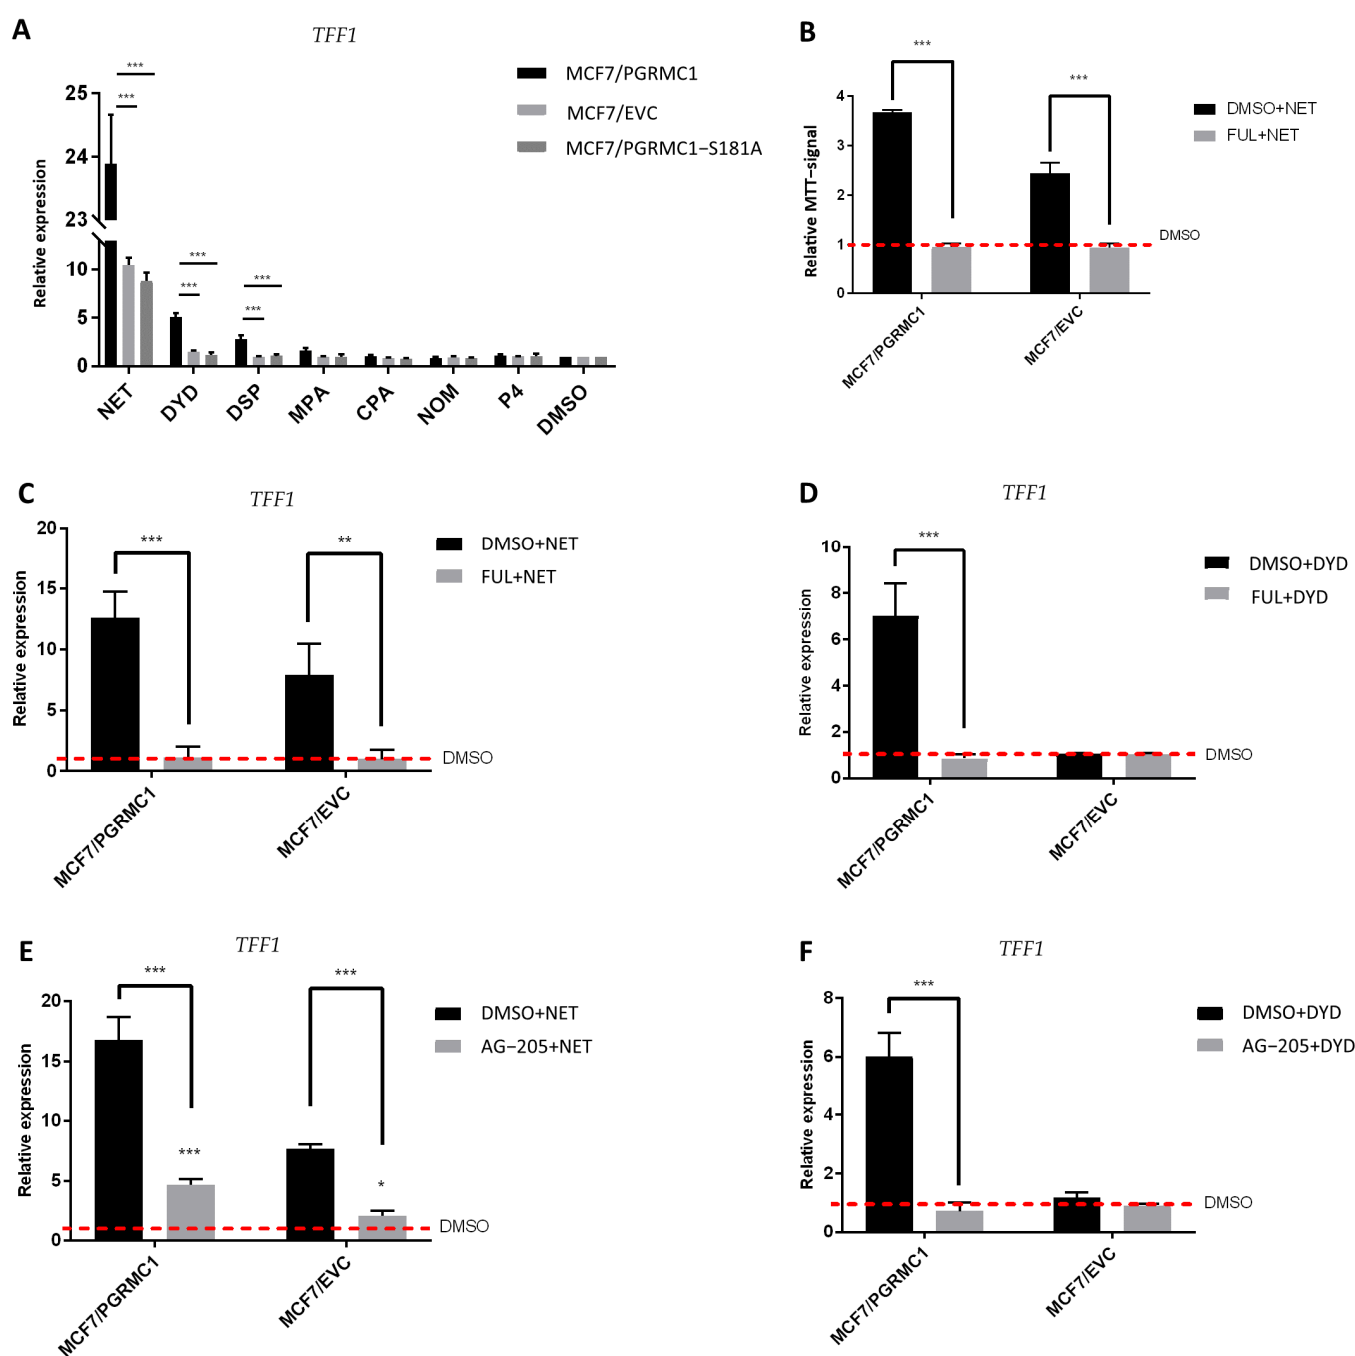 A
TFF1
***
***
***
***
***
***
25
24
23
10
5
0
Relative expression
NET
DYD
DSP
MPA
CPA
NOM
P4
DMSO
MCF7/PGRMC1
MCF7/EVC
MCF7/PGRMC1−S181A
B
***
***
4
3
2
1
0
Relative MTT−signal
DMSO
MCF7/PGRMC1
MCF7/EVC
DMSO+NET
FUL+NET
C
TFF1
***
**
20
15
10
5
0
Relative expression
DMSO
MCF7/PGRMC1
MCF7/EVC
DMSO+NET
FUL+NET
D
TFF1
***
10
8
6
4
2
0
Relative expression
DMSO
MCF7/PGRMC1
MCF7/EVC
DMSO+DYD
FUL+DYD
E
TFF1
***
***
***
*
20
15
10
5
0
Relative expression
DMSO
MCF7/PGRMC1
MCF7/EVC
DMSO+NET
AG−205+NET
F
TFF1
***
8
6
4
2
0
Relative expression
DMSO
MCF7/PGRMC1
MCF7/EVC
DMSO+DYD
AG−205+DYD